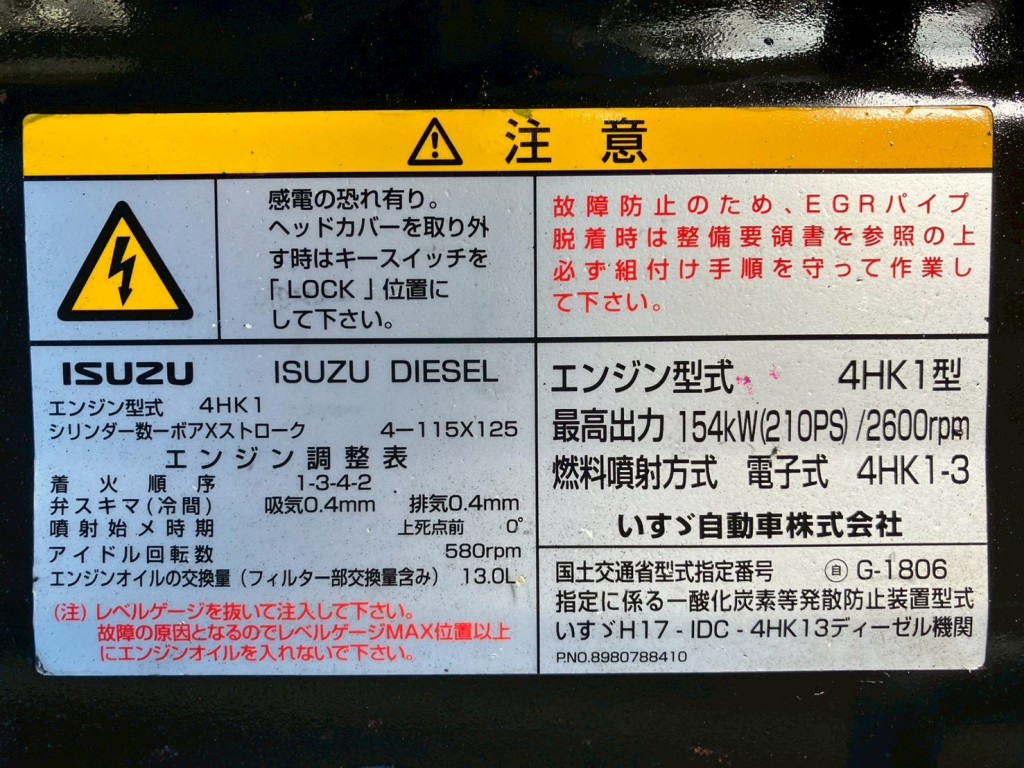 注意
感電の恐れ有り。
ヘッドカバーを取り外
す時はキースイッチを
「LOCK」位置に
して下さい。
故障防止のため、EGRパイプ
脱着時は整備要領書を参照の上
必ず組付け手順を守って作業し
て下さい。
ISUZU ISUZU DIESEL
エンジン型式 4HK1
シリンダー数ーボアXストローク 4ー115X125
エンジン調整表
着火順序 1-3-4-2
弁スキマ(冷間) 吸気0.4mm 排気0.4mm
噴射始メ時期 上死点前 0°
アイドル回転数 580rpm
エンジンオイルの交換量(フィルター部交換量含み) 13.0L
(注)レベルゲージを抜いて注入して下さい。
故障の原因となるのでレベルゲージMAX位置以上
にエンジンオイルを入れないで下さい。
エンジン型式 4HK1型
最高出力 154kW(210PS)/2600rpm
燃料噴射方式 電子式 4HK1-3
いすゞ自動車株式会社
国土交通省型式指定番号 ㉂ G-1806
指定に係る一酸化炭素等発散防止装置型式
いすゞH17 - IDC - 4HK13ディーゼル機関
P.NO.8980788410